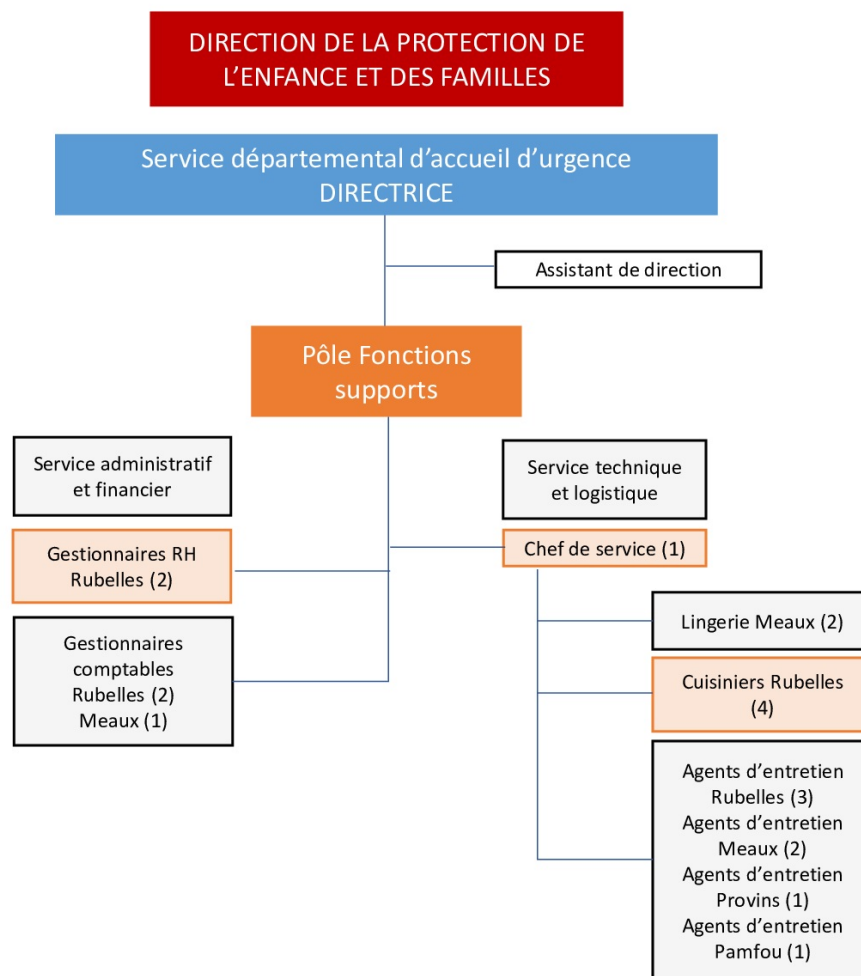 DIRECTION DE LA PROTECTION DE
L’ENFANCE ET DES FAMILLES
Service départemental d’accueil d’urgence
DIRECTRICE
Assistant de direction
Pôle Fonctions
supports
Service administratif
et financier
Gestionnaires RH
Rubelles (2)
Gestionnaires
comptables
Rubelles (2)
Meaux (1)
Service technique
et logistique
Chef de service (1)
Lingerie Meaux (2)
Cuisiniers Rubelles
(4)
Agents d’entretien
Rubelles (3)
Agents d’entretien
Meaux (2)
Agents d’entretien
Provins (1)
Agents d’entretien
Pamfou (1)